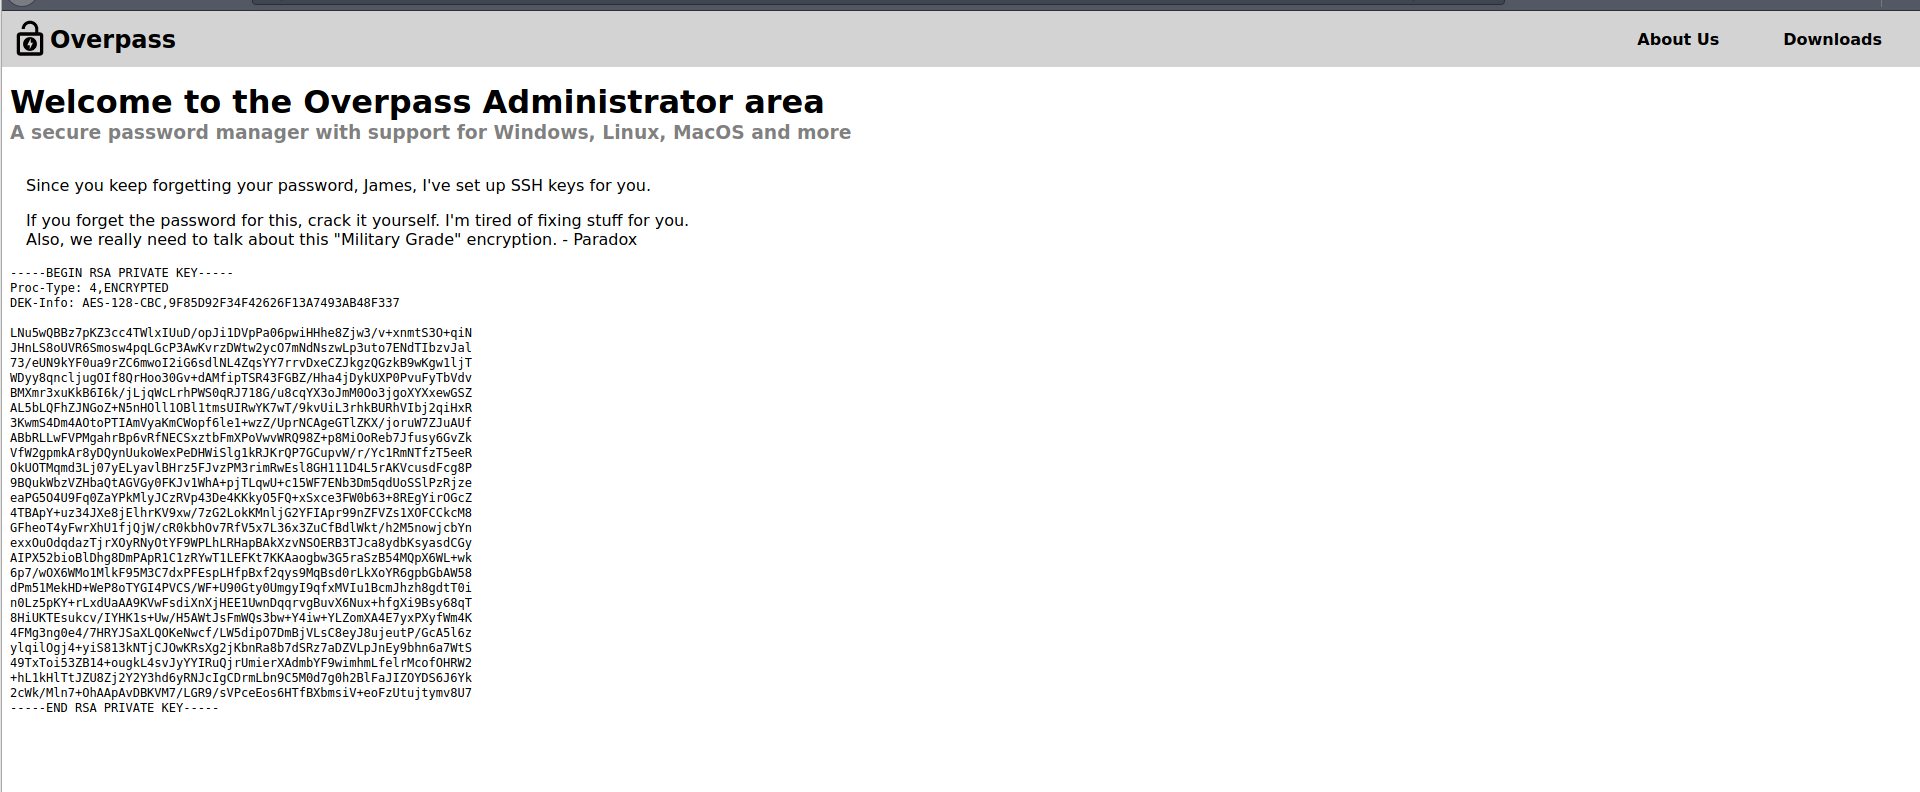 Overpass
About Us
Downloads
Welcome to the Overpass Administrator area
A secure password manager with support for Windows, Linux, MacOS and more
Since you keep forgetting your password, James, I've set up SSH keys for you.
If you forget the password for this, crack it yourself. I'm tired of fixing stuff for you.
Also, we really need to talk about this "Military Grade" encryption. - Paradox
-----BEGIN RSA PRIVATE KEY-----
Proc-Type: 4,ENCRYPTED
DEK-Info: AES-128-CBC,9F85D92F34F42626F13A7493AB48F337
LNu5wQBBz7pKZ3cc4TWlxIUuD/opJi1DVpPa06pwiHHhe8Zjw3/v+xnmtS3O+qiN
JHnLS8oUVR6Smosw4pqLGcP3AwKvrzDWtw2ycO7mNdNszwLp3uto7ENdTIbzvJal
73/eUN9kYF0ua9rZC6mwoI2iG6sdlNL4ZqsYY7rrvDxeCZJkgzQGzkB9wKgw1ljT
WDyy8qncljugOIf8QrHoo30Gv+dAMfipTSR43FGBZ/Hha4jDykUXP0PvuFyTbVdv
BMXmr3xuKkB6I6k/jLjqWcLrhPWS0qRJ718G/u8cqYX3oJmM0Oo3jgoXYXxewGSZ
AL5bLQFhZJNGoZ+N5nHOll1OBl1tmsUIRwYK7wT/9kvUiL3rhkBURhVIbj2qiHxR
3KwmS4Dm4AOtoPTIAmVyaKmCWopf6le1+wzZ/UprNCAgeGTlZKX/joruW7ZJuAUf
ABbRLLwFVPMgahrBp6vRfNECSxztbFmXPoVwvWRQ98Z+p8MiOoReb7Jfusy6GvZk
VfW2gpmkAr8yDQynUukoWexPeDHWiSlg1kRJKrQP7GCupvW/r/Yc1RmNTfzT5eeR
OkUOTMqmd3Lj07yELyavlBHrz5FJvzPM3rimRwEsl8GH111D4L5rAKVcusdFcg8P
9BQukWbzVZHbaQtAGVGy0FKJv1WhA+pjTLqwU+c15WF7ENb3Dm5qdUoSSlPzRjze
eaPG5O4U9Fq0ZaYPkMlyJCzRVp43De4KKkyO5FQ+xSxce3FW0b63+8REgYirOGcZ
4TBApY+uz34JXe8jElhrKV9xw/7zG2LokKMnljG2YFIApr99nZFVZs1XOFCCkcM8
GFheoT4yFwrXhU1fjQjW/cR0kbhOv7RfV5x7L36x3ZuCfBdlWkt/h2M5nowjcbYn
exxOuOdqdazTjrXOyRNyOtYF9WPLhLRHapBAkXzvNSOERB3TJca8ydbKsyasdCGy
AIPX52bioBlDhg8DmPApR1C1zRYwT1LEFKt7KKAaogbw3G5raSzB54MQpX6WL+wk
6p7/wOX6WMo1MlkF95M3C7dxPFEspLHfpBxf2qys9MqBsd0rLkXoYR6gpbGbAW58
dPm51MekHD+WeP8oTYGI4PVCS/WF+U90Gty0UmgyI9qfxMVIu1BcmJhzh8gdtT0i
n0Lz5pKY+rLxdUaAA9KVwFsdiXnXjHEE1UwnDqqrvgBuvX6Nux+hfgXi9Bsy68qT
8HiUKTEsukcv/IYHK1s+Uw/H5AWtJsFmWQs3bw+Y4iw+YLZomXA4E7yxPXyfWm4K
4FMg3ng0e4/7HRYJSaXLQOKeNwcf/LW5dipO7DmBjVLsC8eyJ8ujeutP/GcA5l6z
ylqilOgj4+yiS813kNTjCJOwKRsXg2jKbnRa8b7dSRz7aDZVLpJnEy9bhn6a7WtS
49TxToi53ZB14+ougkL4svJyYYIRuQjrUmierXAdmbYF9wimhmLfelrMcofOHRW2
+hL1kHlTtJZU8Zj2Y2Y3hd6yRNJcIgCDrmLbn9C5M0d7g0h2BlFaJIZOYDS6J6Yk
2cWk/Mln7+OhAApAvDBKVM7/LGR9/sVPceEos6HTfBXbmsiV+eoFzUtujtymv8U7
-----END RSA PRIVATE KEY-----